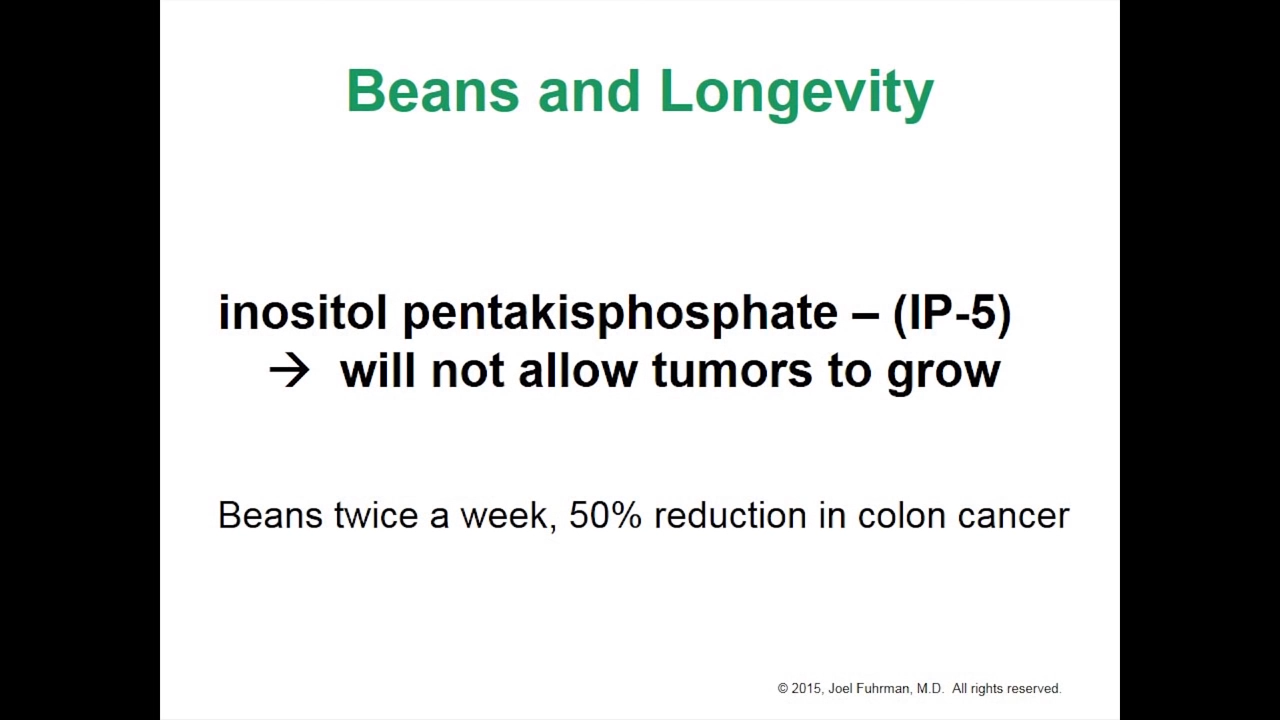 Beans and Longevity
inositol pentakisphosphate – (IP-5)
→ will not allow tumors to grow
Beans twice a week, 50% reduction in colon cancer
© 2015, Joel Fuhrman, M.D. All rights reserved.